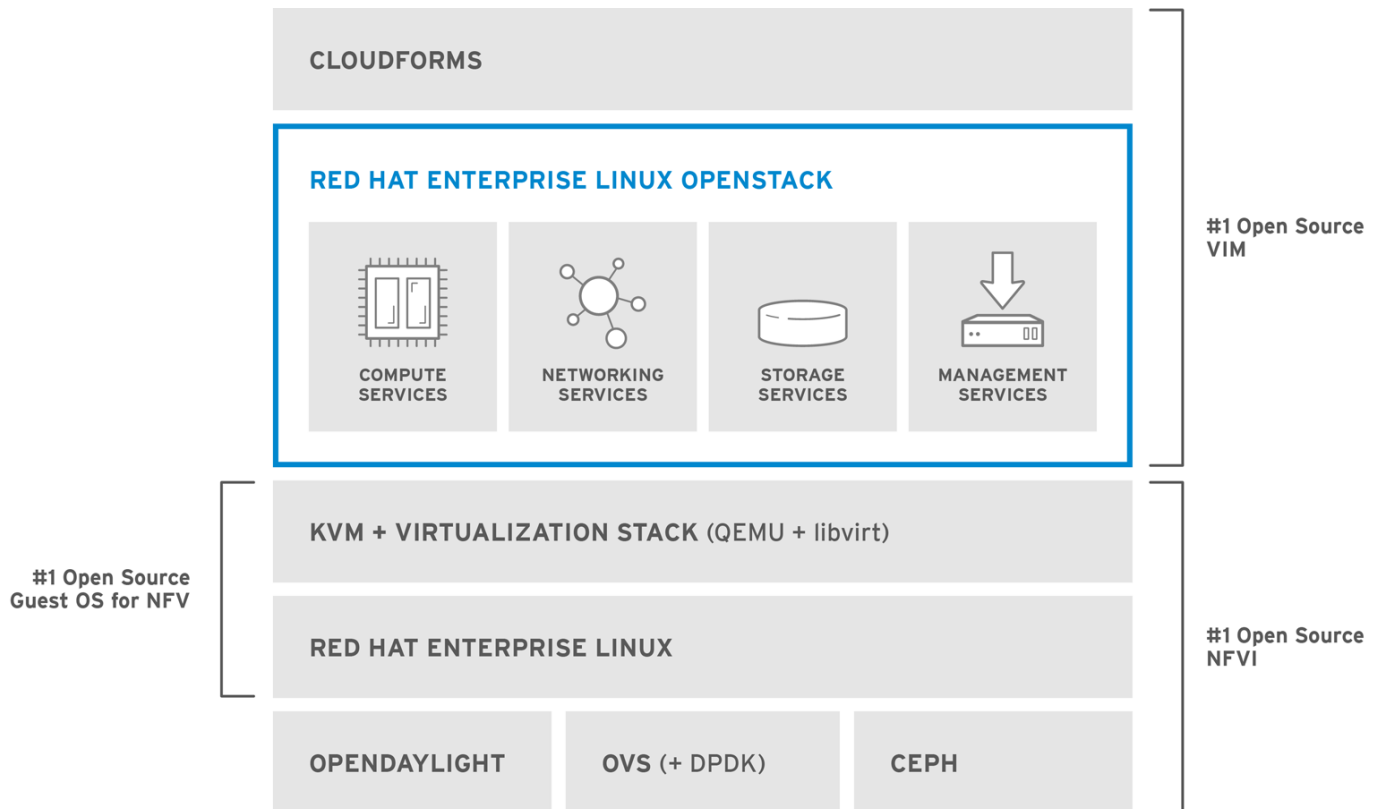 CLOUDFORMS
RED HAT ENTERPRISE LINUX OPENSTACK
COMPUTE
SERVICES
NETWORKING
SERVICES
STORAGE
SERVICES
MANAGEMENT
SERVICES
#1 Open Source
VIM
KVM + VIRTUALIZATION STACK (QEMU + libvirt)
#1 Open Source
Guest OS for NFV
RED HAT ENTERPRISE LINUX
#1 Open Source
NFVI
OPENDAYLIGHT
OVS (+ DPDK)
CEPH